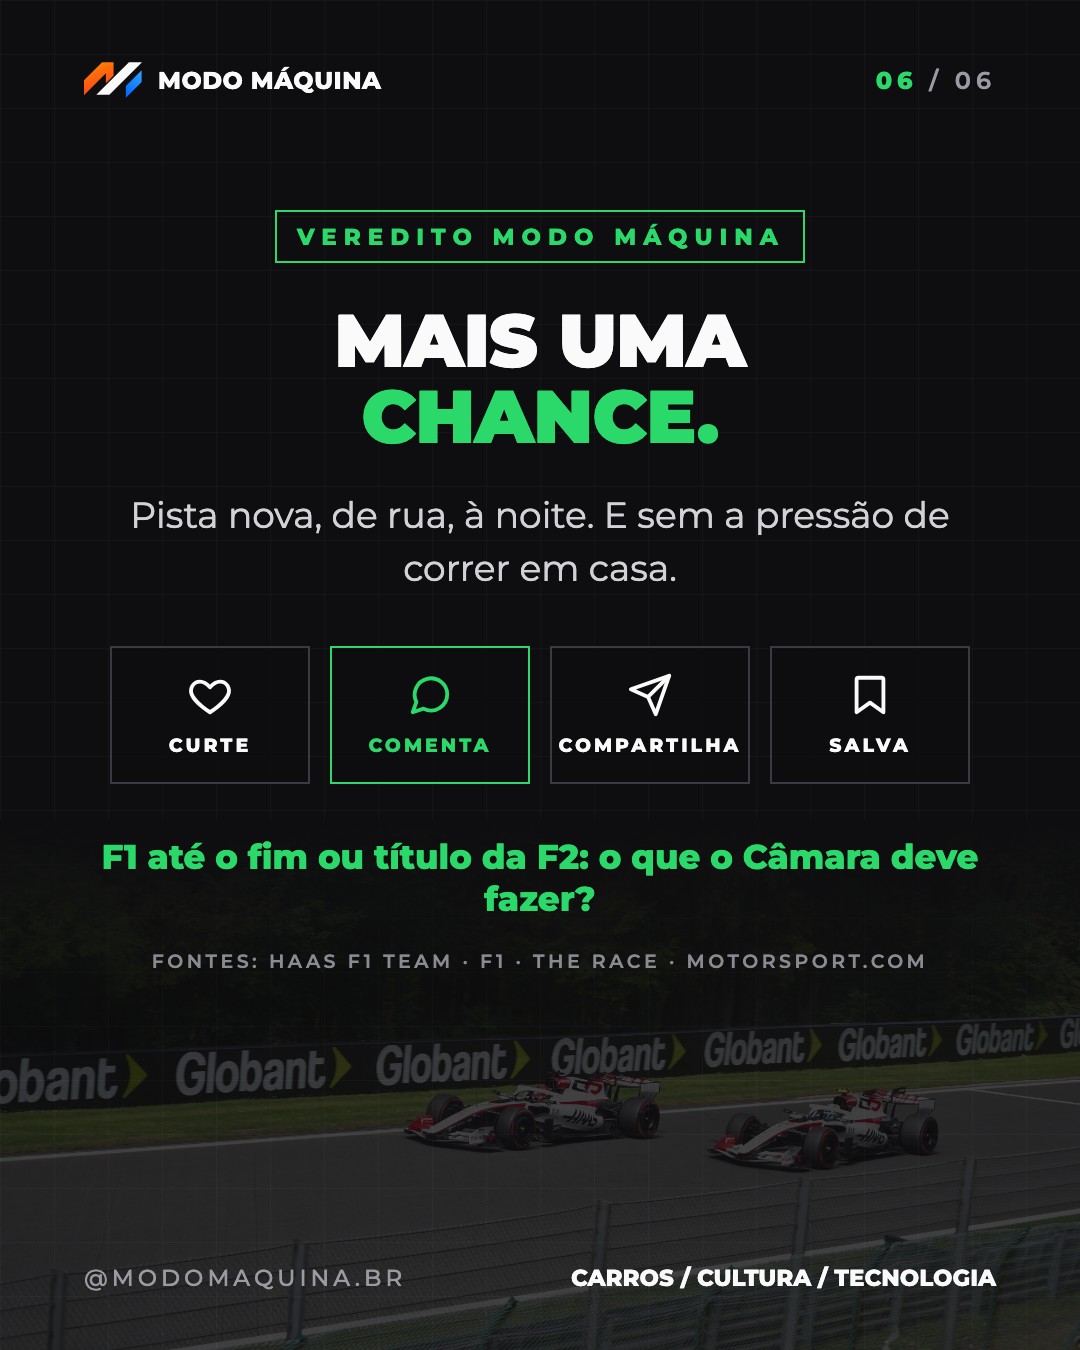 MODO MÁQUINA
06 / 06
VEREDITO MODO MÁQUINA
MAIS UMA
CHANCE.
Pista nova, de rua, à noite. E sem a pressão de
correr em casa.
CURTE
COMENTA
COMPARTILHA
SALVA
F1 até o fim ou título da F2: o que o Câmara deve
fazer?
FONTES: HAAS F1 TEAM · F1 · THE RACE · MOTORSPORT.COM
obant Globant Globant Globant Globant Globant Globant Gl
@MODOMAQUINA.BR
CARROS / CULTURA / TECNOLOGIA